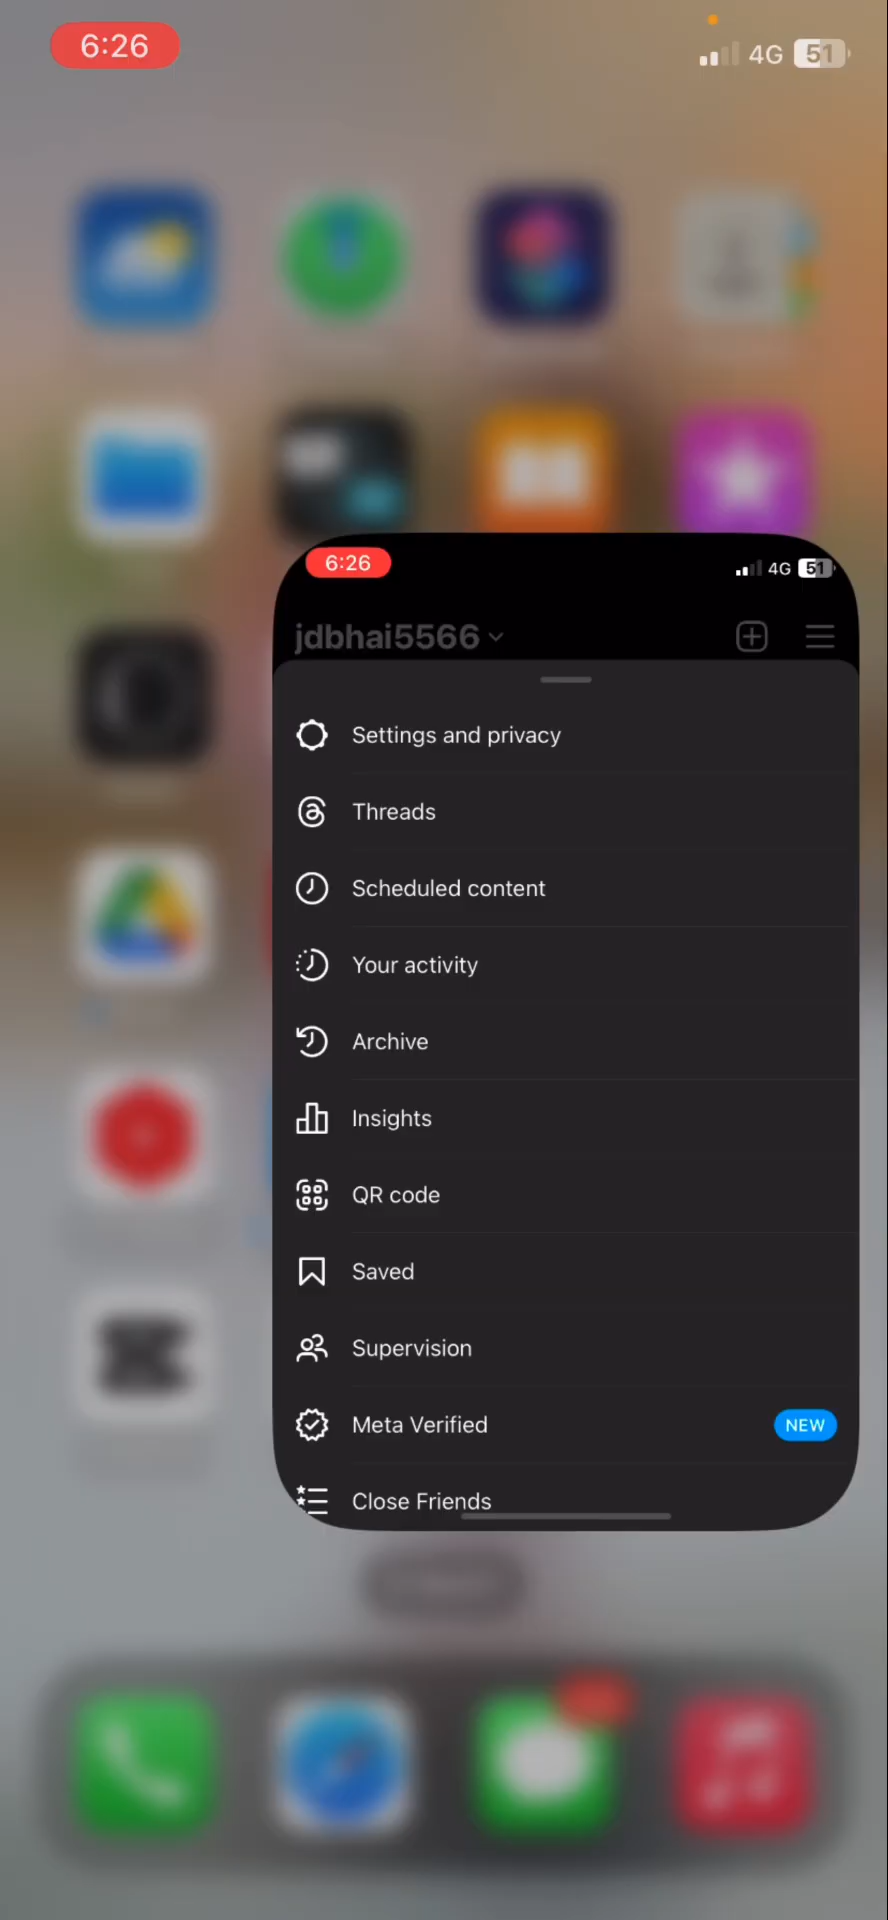 6:26
4G 51
6:26
4G 51
jdbhai5566
Settings and privacy
Threads
Scheduled content
Your activity
Archive
Insights
QR code
Saved
Supervision
Meta Verified NEW
Close Friends